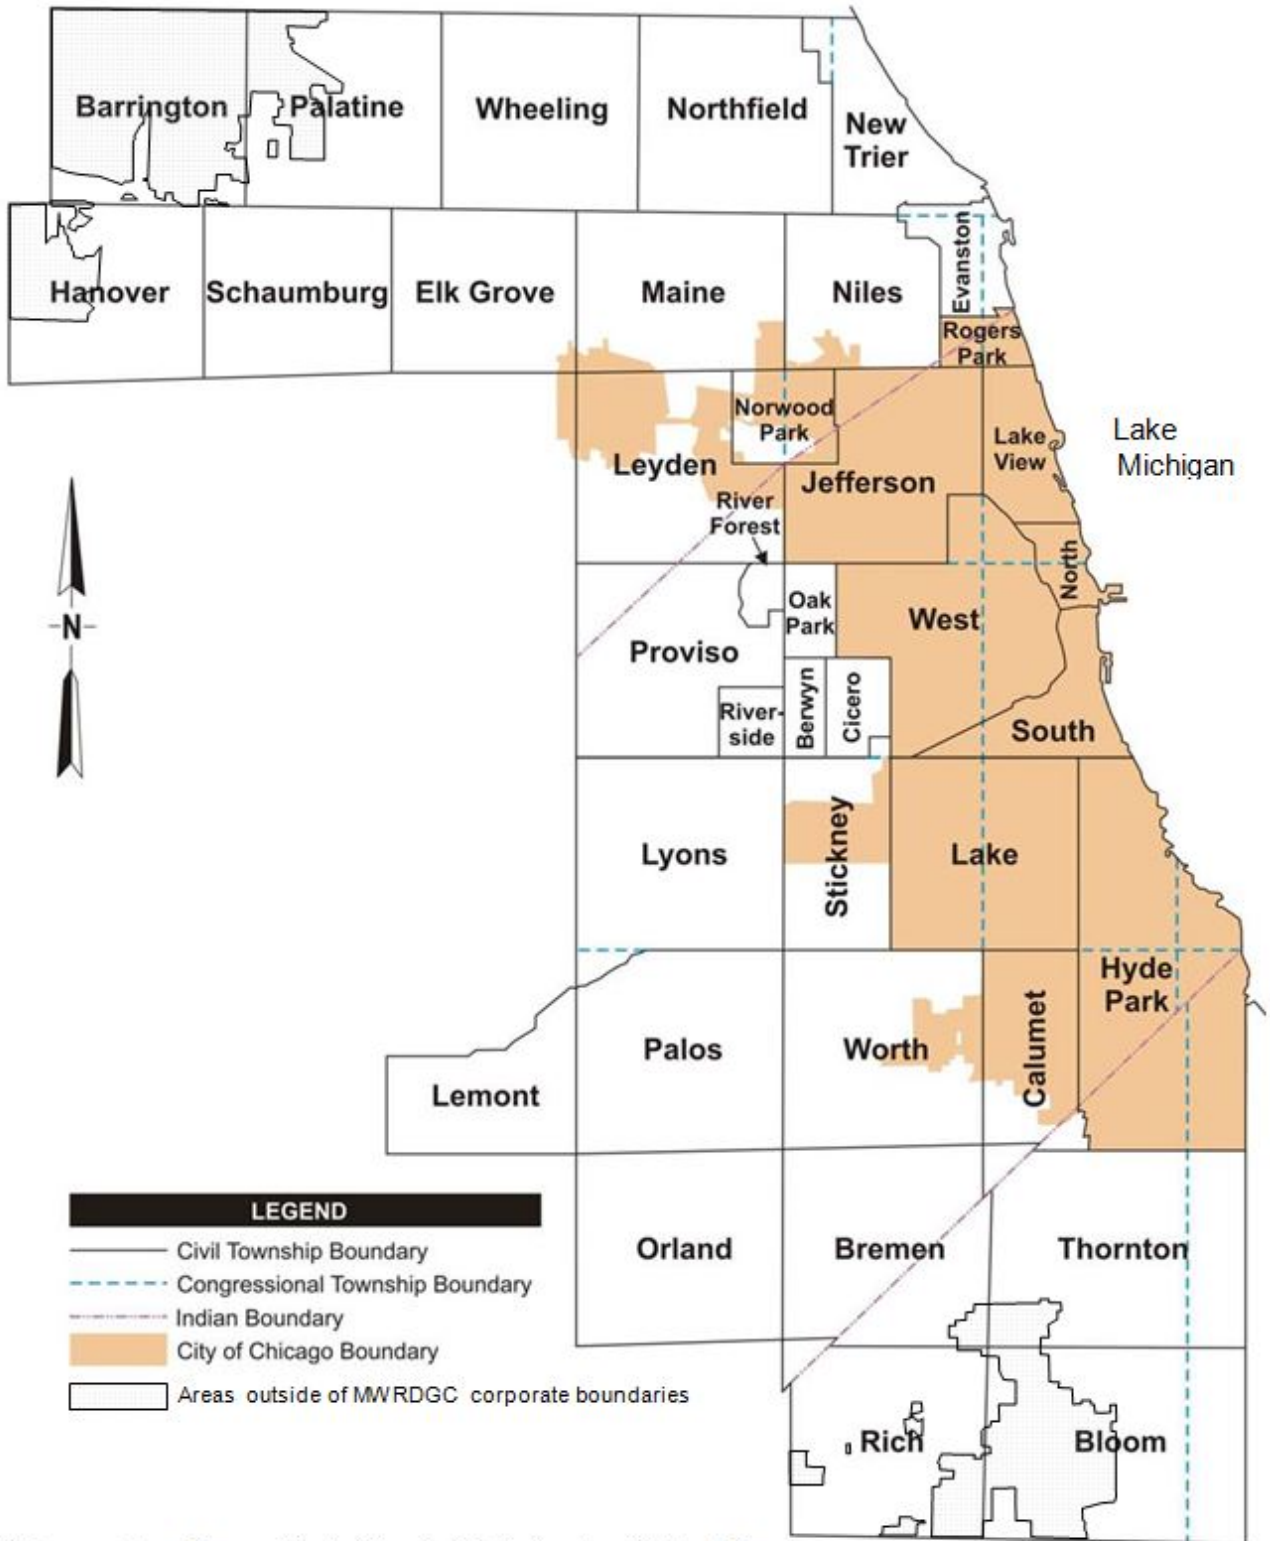 Barrington
Palatine
Wheeling
Northfield
New
Trier
Hanover
Schaumburg
Elk Grove
Maine
Niles
Evanston
Rogers
Park
Norwood
Park
Lake
View
Lake
Michigan
Leyden
Jefferson
River
Forest
North
N
Oak
Park
West
Proviso
River-
side
Berwyn
Cicero
South
Lyons
Stickney
Lake
Hyde
Park
Palos
Worth
Calumet
Lemont
LEGEND
Civil Township Boundary
Congressional Township Boundary
Indian Boundary
City of Chicago Boundary
Areas outside of MWRDGC corporate boundaries
Orland
Bremen
Thornton
Rich
Bloom